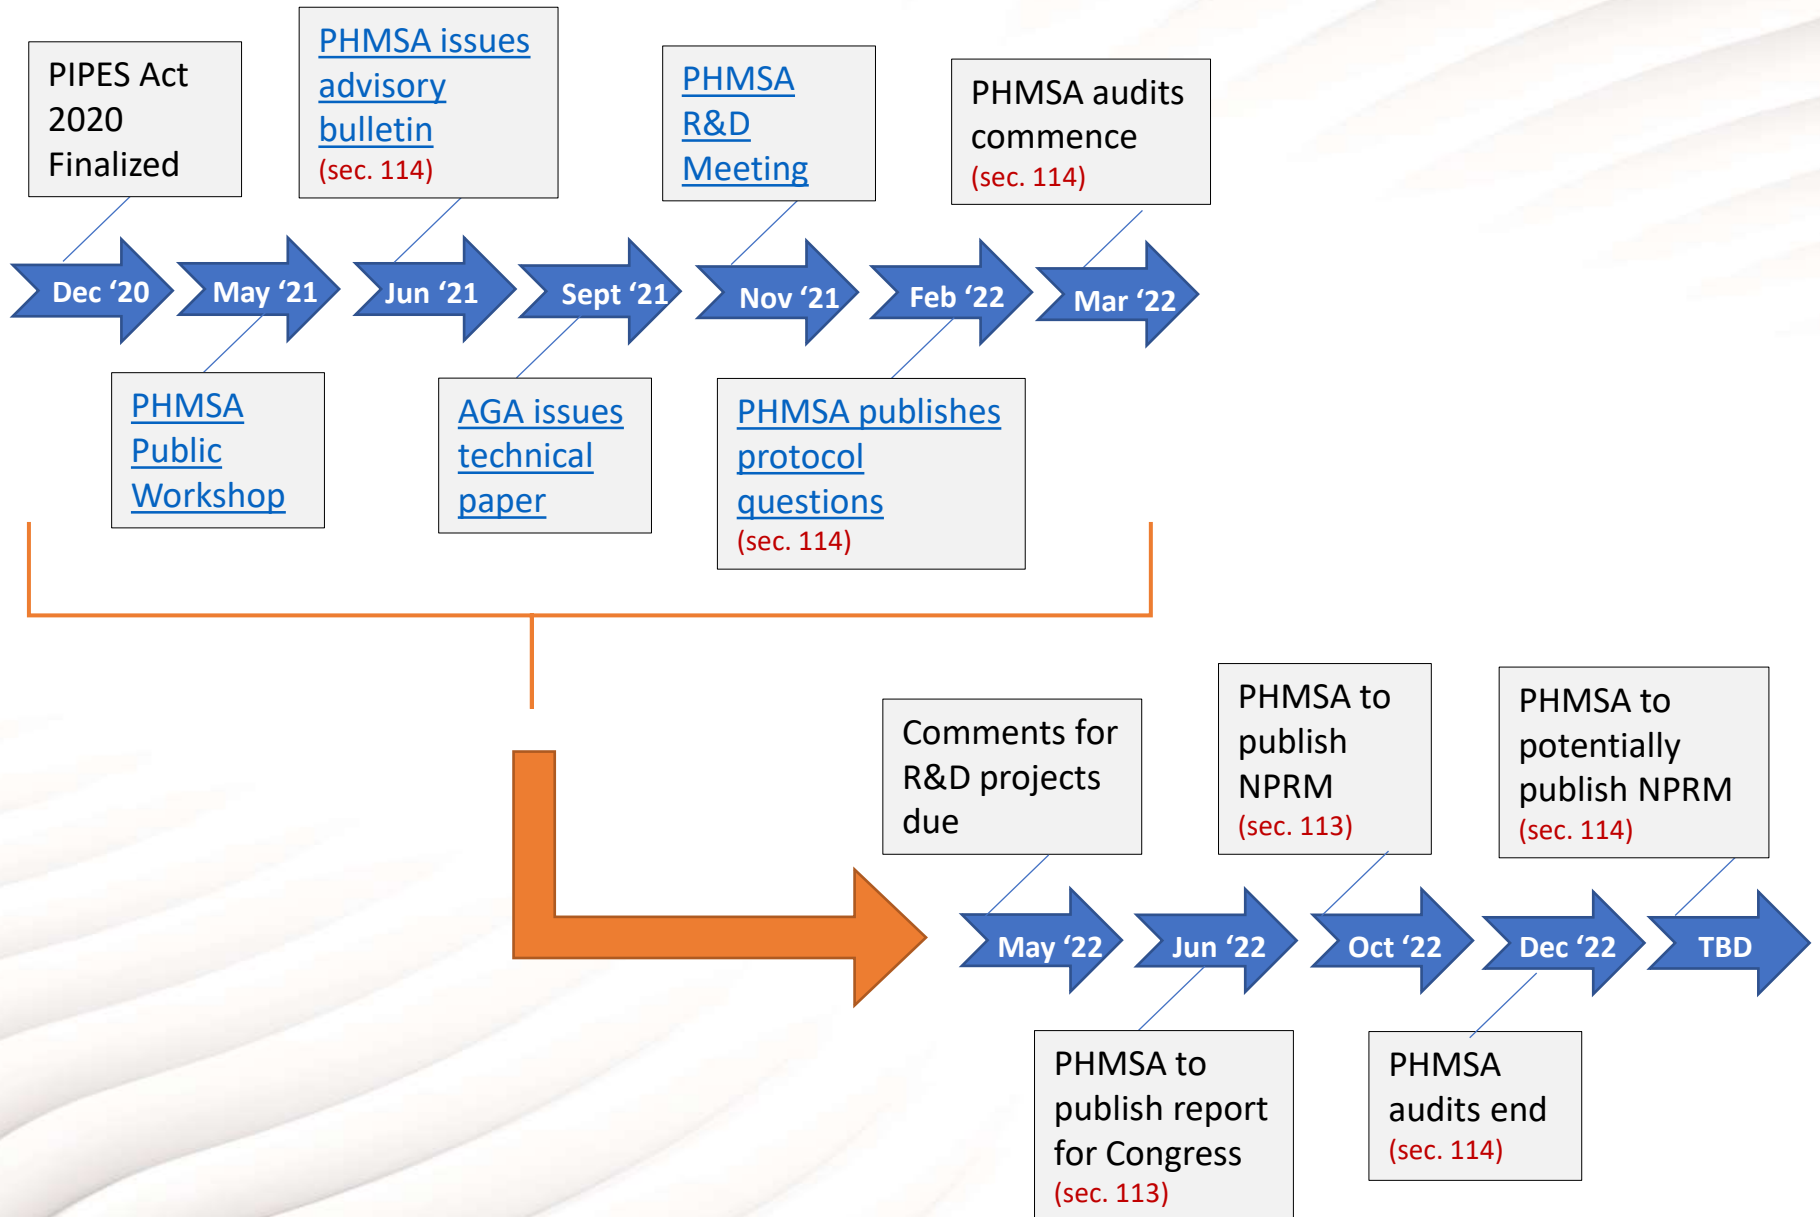 PIPES Act
2020
Finalized
PHMSA issues
advisory
bulletin
(sec. 114)
PHMSA
R&D
Meeting
PHMSA audits
commence
(sec. 114)
Dec ‘20
May ‘21
Jun ‘21
Sept ‘21
Nov ‘21
Feb ‘22
Mar ‘22
PHMSA
Public
Workshop
AGA issues
technical
paper
PHMSA publishes
protocol
questions
(sec. 114)
Comments for
R&D projects
due
PHMSA to
publish
NPRM
(sec. 113)
PHMSA to
potentially
publish NPRM
(sec. 114)
May ‘22
Jun ‘22
Oct ‘22
Dec ‘22
TBD
PHMSA to
publish report
for Congress
(sec. 113)
PHMSA
audits end
(sec. 114)